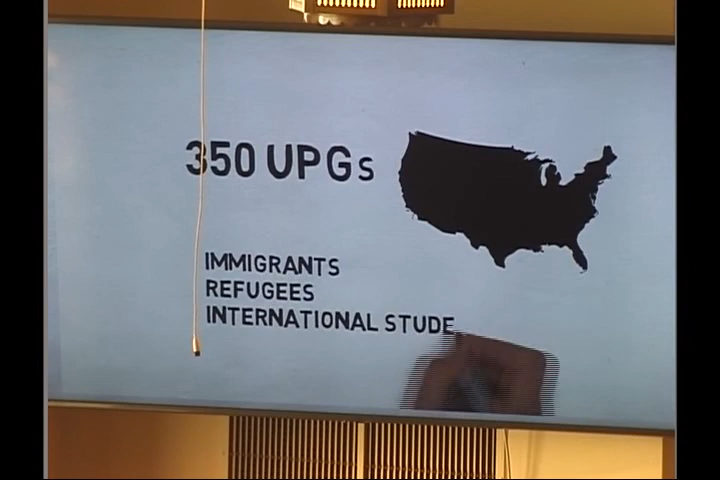 350 UPGs
IMMIGRANTS
REFUGEES
INTERNATIONAL STUDE